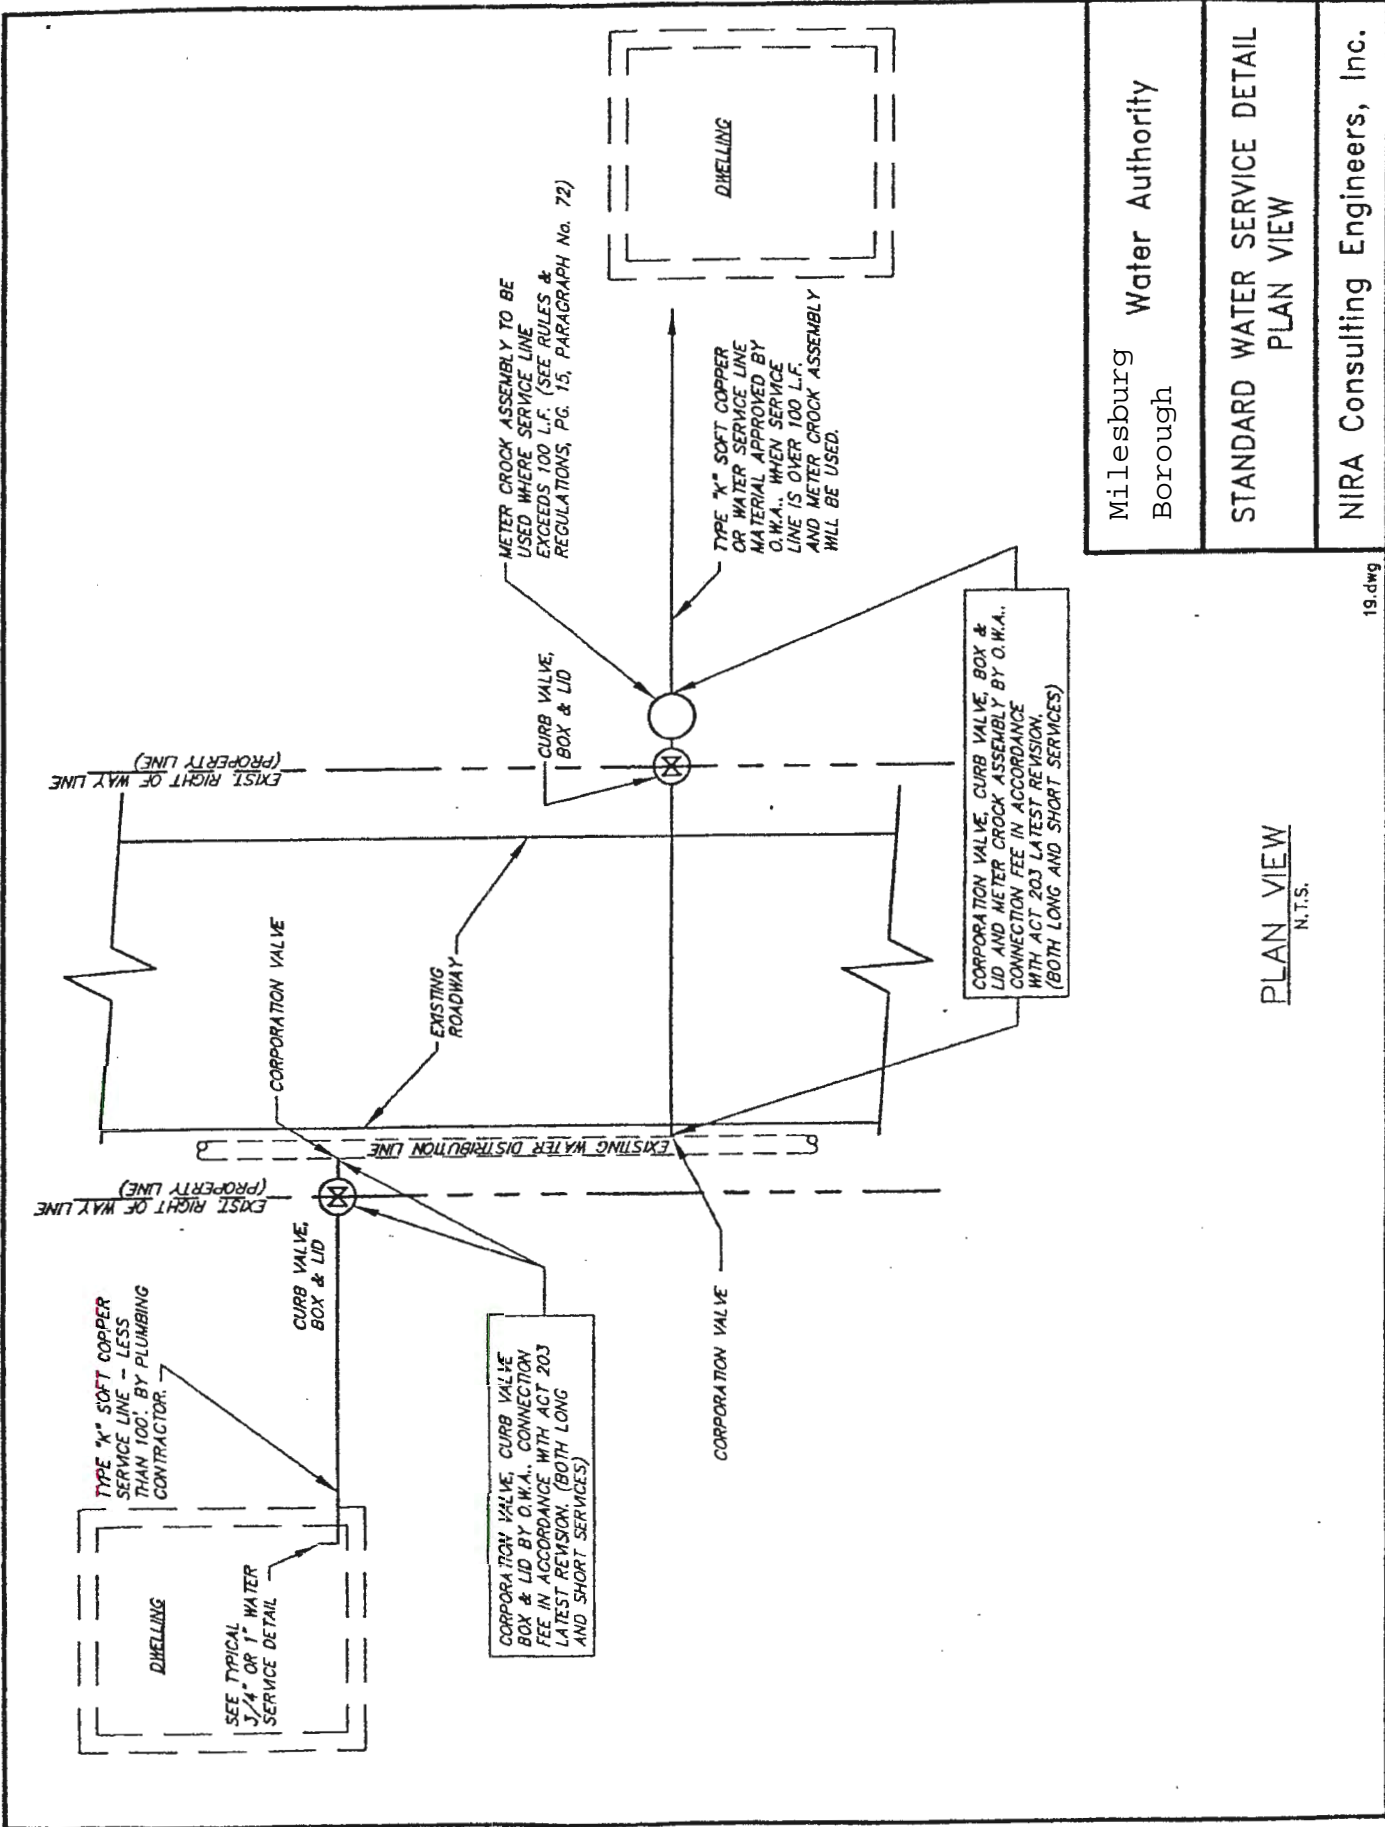 DWELLING
SEE TYPICAL
3/4" OR 1" WATER
SERVICE DETAIL
TYPE "K" SOFT COPPER
SERVICE LINE - LESS
THAN 100'. BY PLUMBING
CONTRACTOR.
CURB VALVE,
BOX & LID
EXIST. RIGHT OF WAY LINE
(PROPERTY LINE)
CORPORATION VALVE
EXISTING
ROADWAY
EXISTING WATER DISTRIBUTION LINE
EXIST. RIGHT OF WAY LINE
(PROPERTY LINE)
CORPORATION VALVE, CURB VALVE
BOX & LID BY O.W.A.. CONNECTION
FEE IN ACCORDANCE WITH ACT 203
LATEST REVISION. (BOTH LONG
AND SHORT SERVICES)
CORPORATION VALVE
CURB VALVE,
BOX & LID
METER CROCK ASSEMBLY TO BE
USED WHERE SERVICE LINE
EXCEEDS 100 L.F. (SEE RULES &
REGULATIONS, PG. 15, PARAGRAPH No. 72)
DWELLING
TYPE "K" SOFT COPPER
OR WATER SERVICE LINE
MATERIAL APPROVED BY
O.W.A.. WHEN SERVICE
LINE IS OVER 100 L.F.
AND METER CROCK ASSEMBLY
WILL BE USED.
CORPORATION VALVE, CURB VALVE, BOX &
LID AND METER CROCK ASSEMBLY BY O.W.A..
CONNECTION FEE IN ACCORDANCE
WITH ACT 203 LATEST REVISION.
(BOTH LONG AND SHORT SERVICES)
PLAN VIEW
N.T.S.
19.dwg
Milesburg Water Authority
Borough
STANDARD WATER SERVICE DETAIL
PLAN VIEW
NIRA Consulting Engineers, Inc.